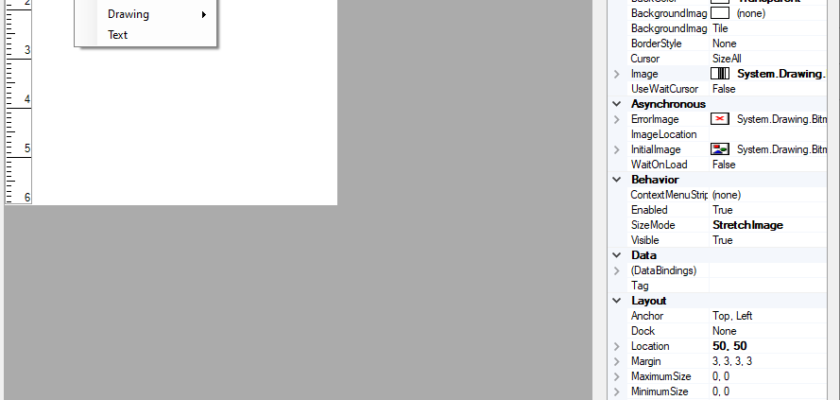 2
3
4
5
6
Drawing
Text
BackgroundImag (none)
BackgroundImag Tile
BorderStyle None
Cursor SizeAll
Image System.Drawing.
UseWaitCursor False
Asynchronous
ErrorImage System.Drawing.Bitm
ImageLocation
InitialImage System.Drawing.Bitm
WaitOnLoad False
Behavior
ContextMenuStrip (none)
Enabled True
SizeMode StretchImage
Visible True
Data
(DataBindings)
Tag
Layout
Anchor Top, Left
Dock None
Location 50, 50
Margin 3, 3, 3, 3
MaximumSize 0, 0
MinimumSize 0, 0